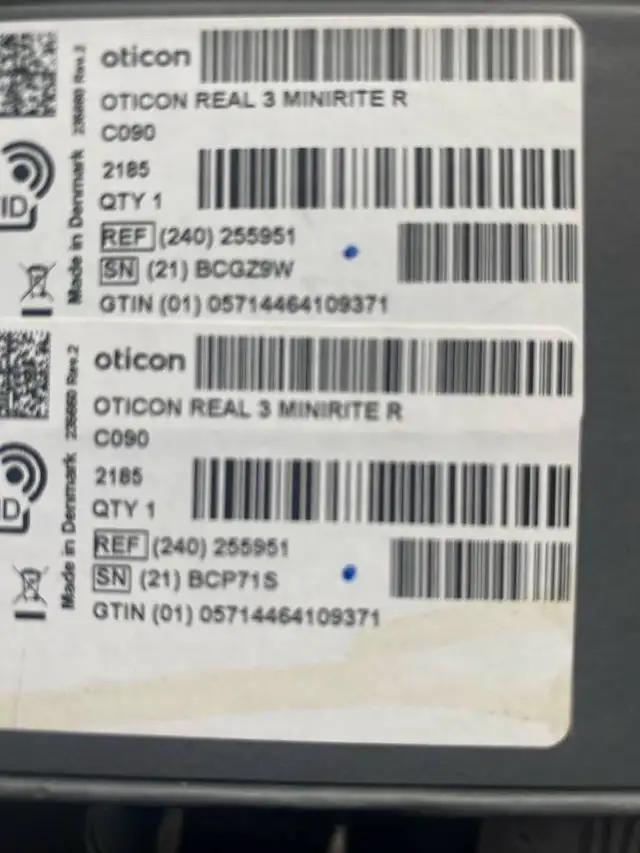 oticon
OTICON REAL 3 MINIRITE R
C090
2185
QTY 1
REF (240) 255951
SN (21) BCGZ9W
GTIN (01) 05714464109371
Made in Denmark
ID
oticon
OTICON REAL 3 MINIRITE R
C090
2185
QTY 1
REF (240) 255951
SN (21) BCP71S
GTIN (01) 05714464109371
Made in Denmark
ID